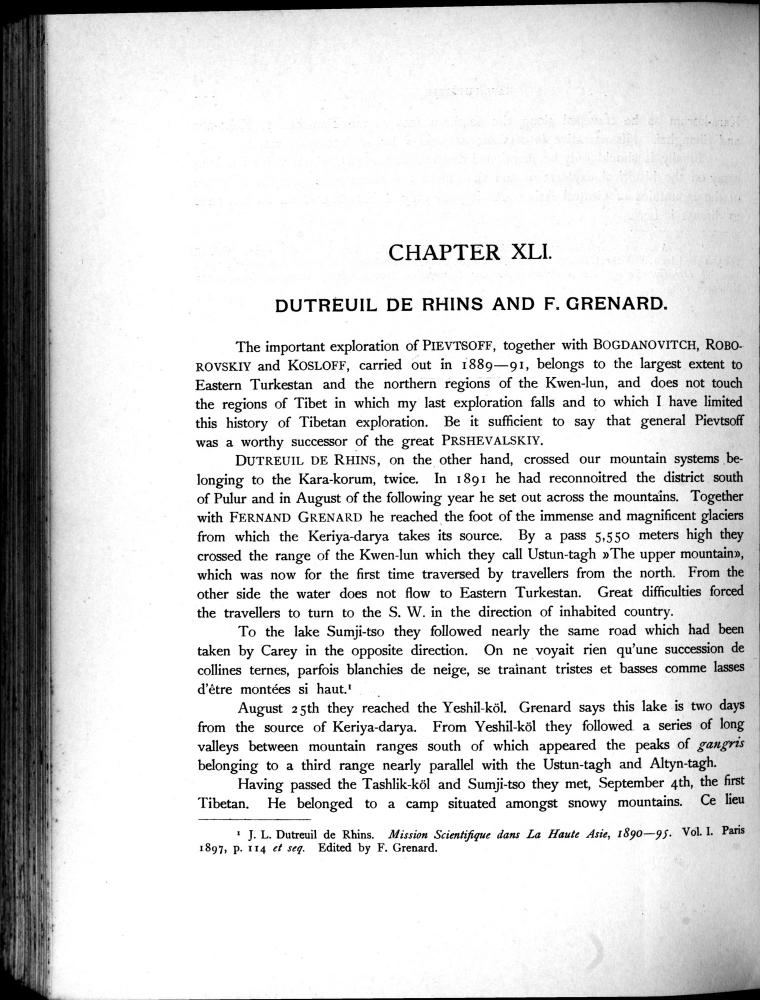 CHAPTER XLI.
DUTREUIL DE RHINS AND F. GRENARD.
The important exploration of PIEVTSOFF, together with BOGDANOVITCH, ROBO-
ROVSKIY and KOSLOFF, carried out in 1889—91, belongs to the largest extent to
Eastern Turkestan and the northern regions of the Kwen-lun, and does not touch
the regions of Tibet in which my last exploration falls and to which I have limited
this history of Tibetan exploration. Be it sufficient to say that general Pievtsoff
was a worthy successor of the great PRSHEVALSKIY.
DUTREUIL DE RHINS, on the other hand, crossed our mountain systems be-
longing to the Kara-korum, twice. In 1891 he had reconnoitred the district south
of Pulur and in August of the following year he set out across the mountains. Together
with FERNAND GRENARD he reached the foot of the immense and magnificent glaciers
from which the Keriya-darya takes its source. By a pass 5,550 meters high they
crossed the range of the Kwen-lun which they call Ustun-tagh »The upper mountain»,
which was now for the first time traversed by travellers from the north. From the
other side the water does not flow to Eastern Turkestan. Great difficulties forced
the travellers to turn to the S. W. in the direction of inhabited country.
To the lake Sumji-tso they followed nearly the same road which had been
taken by Carey in the opposite direction. On ne voyait rien qu'une succession de
collines ternes, parfois blanchies de neige, se trainant tristes et basses comme lasses
d'être montées si haut.¹
August 25th they reached the Yeshil-köl. Grenard says this lake is two days
from the source of Keriya-darya. From Yeshil-köl they followed a series of long
valleys between mountain ranges south of which appeared the peaks of gangris
belonging to a third range nearly parallel with the Ustun-tagh and Altyn-tagh.
Having passed the Tashlik-köl and Sumji-tso they met, September 4th, the first
Tibetan. He belonged to a camp situated amongst snowy mountains. Ce lieu
¹ J. L. Dutreuil de Rhins. Mission Scientifique dans La Haute Asie, 1890—95. Vol. I. Paris
1897, p. 114 et seq. Edited by F. Grenard.